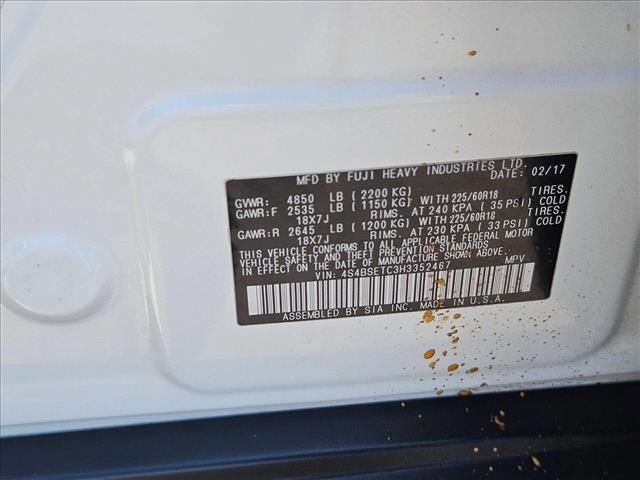 MFD BY FUJI HEAVY INDUSTRIES LTD.
DATE: 02/17
GVWR: 4850 LB ( 2200 KG)
GAWR:F 2535 LB ( 1150 KG) WITH 225/60R18 TIRES.
18X7J RIMS. AT 240 KPA ( 35 PSI) COLD
GAWR:R 2645 LB ( 1200 KG) WITH 225/60R18 TIRES.
18X7J RIMS. AT 230 KPA ( 33 PSI) COLD
THIS VEHICLE CONFORMS TO ALL APPLICABLE FEDERAL MOTOR
VEHICLE SAFETY AND THEFT PREVENTION STANDARDS
IN EFFECT ON THE DATE OF MANUFACTURE SHOWN ABOVE.
VIN: 4S4BSETC3H3352467 MPV
ASSEMBLED BY SIA INC. MADE IN U.S.A.